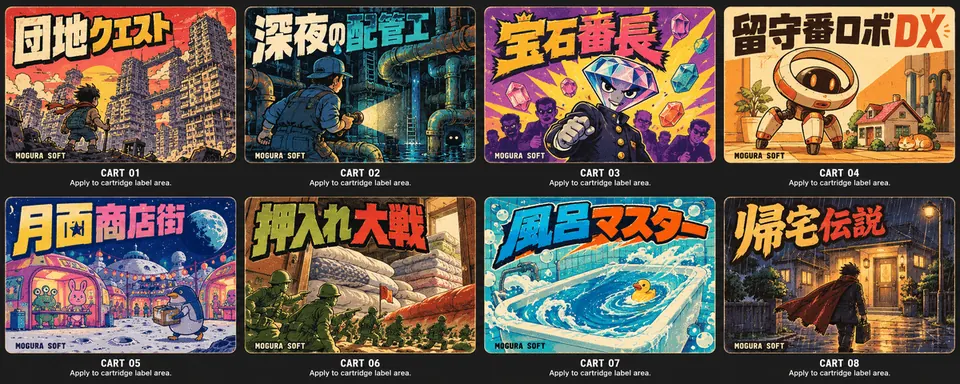 団地クエスト
MOGURA SOFT
CART 01
Apply to cartridge label area.
深夜の配管工
MOGURA SOFT
CART 02
Apply to cartridge label area.
宝石番長
MOGURA SOFT
CART 03
Apply to cartridge label area.
留守番ロボDX
MOGURA SOFT
CART 04
Apply to cartridge label area.
月面商店街
MOGURA SOFT
CART 05
Apply to cartridge label area.
押入れ大戦
MOGURA SOFT
CART 06
Apply to cartridge label area.
風呂マスター
MOGURA SOFT
CART 07
Apply to cartridge label area.
帰宅伝説
MOGURA SOFT
CART 08
Apply to cartridge label area.